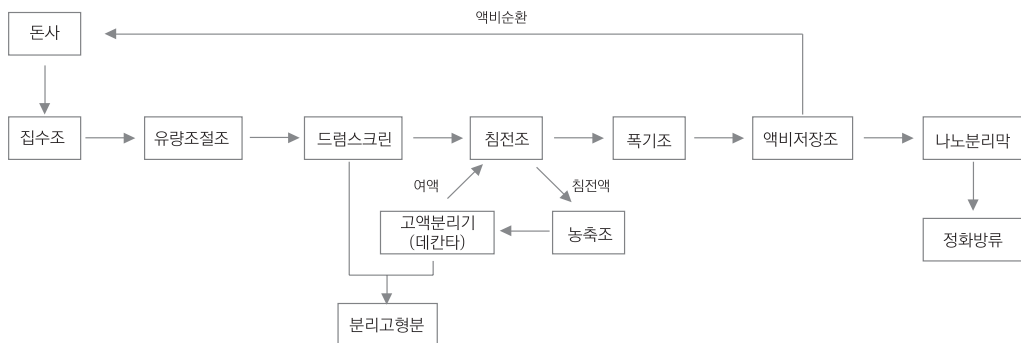 액비순환
돈사
집수조
유량조절조
드럼스크린
침전조
폭기조
액비저장조
나노분리막
여액
침전액
고액분리기
(데칸타)
농축조
정화방류
분리고형분